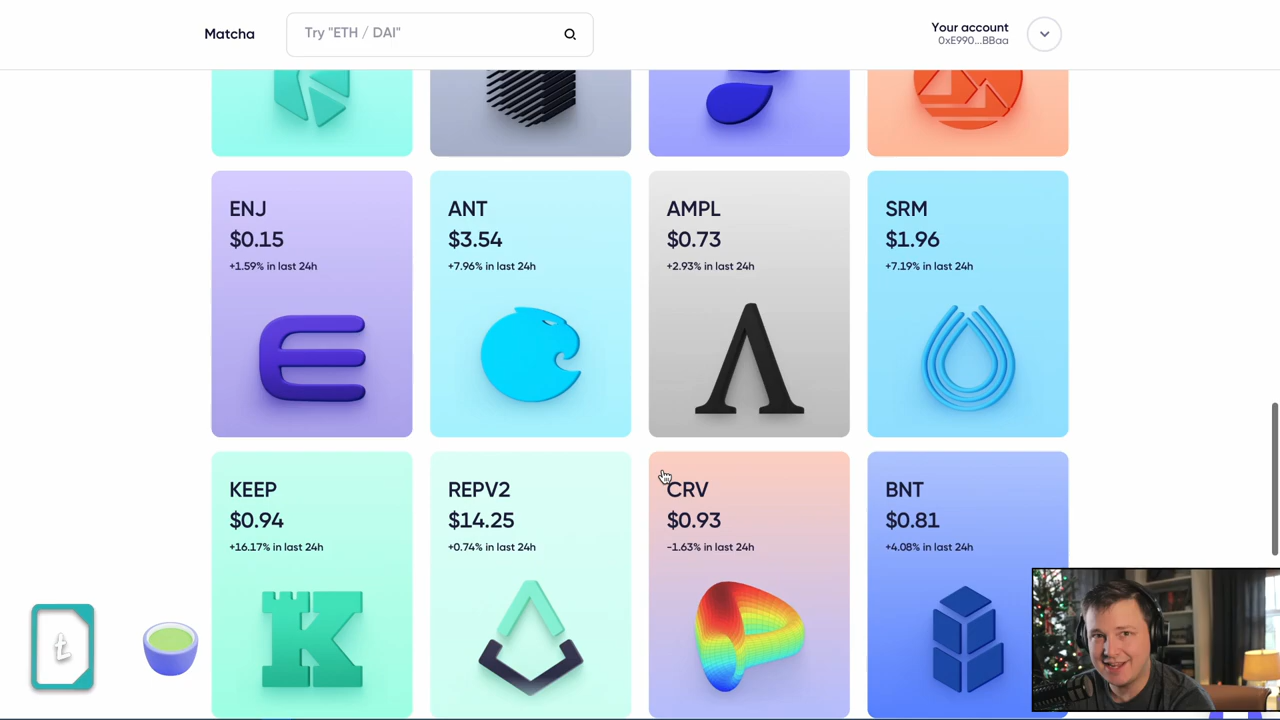 Matcha
Try "ETH / DAI"
Your account
0xE990...BBaa
ENJ
$0.15
+1.59% in last 24h
ANT
$3.54
+7.96% in last 24h
AMPL
$0.73
+2.93% in last 24h
SRM
$1.96
+7.19% in last 24h
KEEP
$0.94
+16.17% in last 24h
REPV2
$14.25
+0.74% in last 24h
CRV
$0.93
-1.63% in last 24h
BNT
$0.81
+4.08% in last 24h